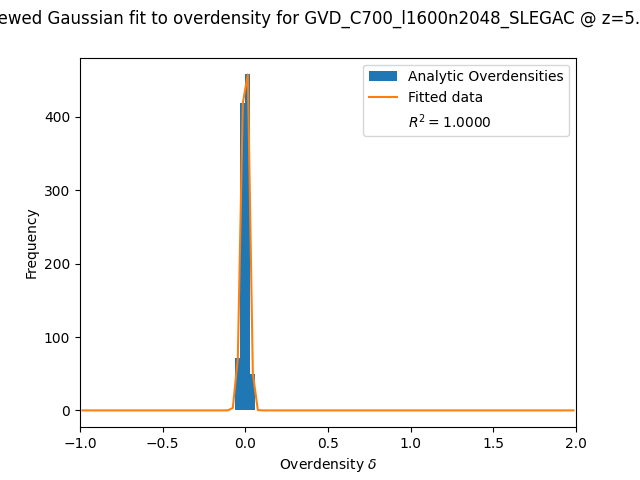 ewed Gaussian fit to overdensity for GVD_C700_l1600n2048_SLEGAC @ z=5.
Analytic Overdensities
Fitted data
R² = 1.0000
Frequency
400
300
200
100
0
−1.0 −0.5 0.0 0.5 1.0 1.5 2.0
Overdensity δ